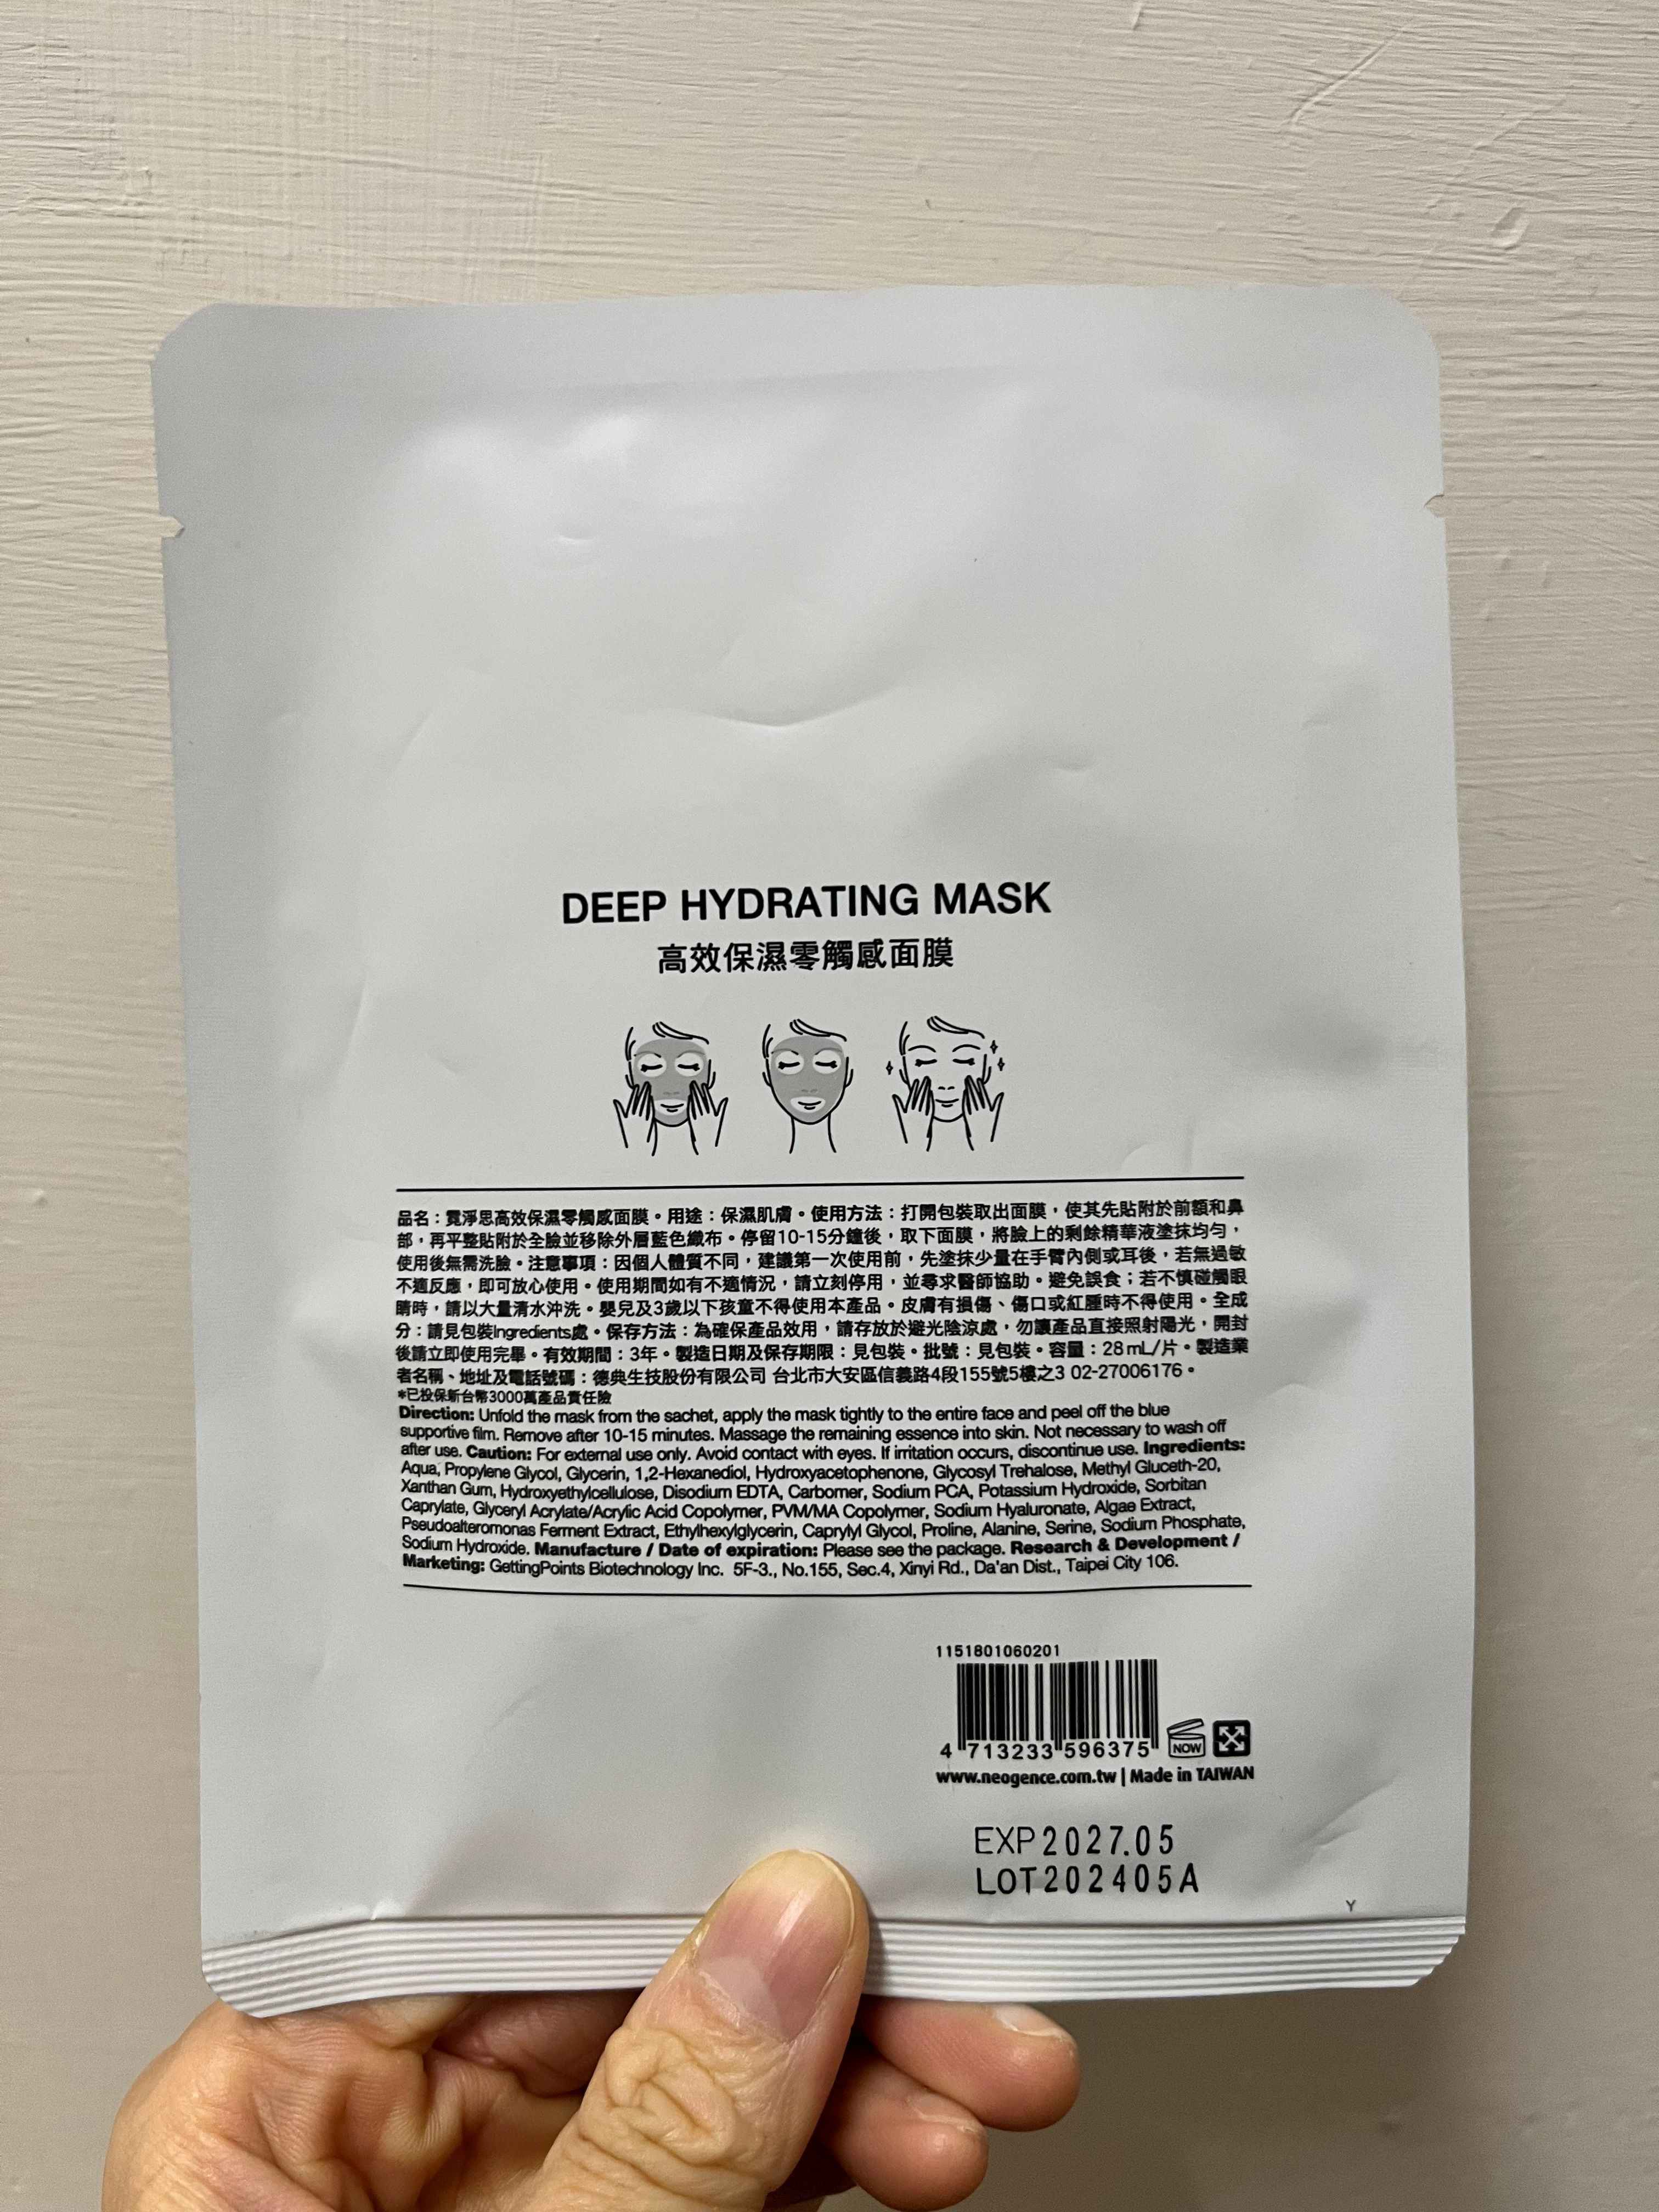 DEEP HYDRATING MASK
高效保濕零觸感面膜
品名：霓淨思高效保濕零觸感面膜。用途：保濕肌膚。使用方法：打開包裝取出面膜，使其先貼附於前額和鼻
部，再平整貼附於全臉並移除外層藍色織布。停留10-15分鐘後，取下面膜，將臉上的剩餘精華液塗抹均勻，
使用後無需洗臉。注意事項：因個人體質不同，建議第一次使用前，先塗抹少量在手臂內側或耳後，若無過敏
不適反應，即可放心使用。使用期間如有不適情況，請立刻停用，並尋求醫師協助。避免誤食；若不慎碰觸眼
睛時，請以大量清水沖洗。嬰兒及3歲以下孩童不得使用本產品。皮膚有損傷、傷口或紅腫時不得使用。全成
分：請見包裝Ingredients處。保存方法：為確保產品效用，請存放於避光陰涼處，勿讓產品直接照射陽光，開封
後請立即使用完畢。有效期間：3年。製造日期及保存期限：見包裝。批號：見包裝。容量：28mL/片。製造業
者名稱、地址及電話號碼：德典生技股份有限公司 台北市大安區信義路4段155號5樓之3 02-27006176。
*已投保新台幣3000萬產品責任險
Direction: Unfold the mask from the sachet, apply the mask tightly to the entire face and peel off the blue
supportive film. Remove after 10-15 minutes. Massage the remaining essence into skin. Not necessary to wash off
after use. Caution: For external use only. Avoid contact with eyes. If irritation occurs, discontinue use. Ingredients:
Aqua, Propylene Glycol, Glycerin, 1,2-Hexanediol, Hydroxyacetophenone, Glycosyl Trehalose, Methyl Gluceth-20,
Xanthan Gum, Hydroxyethylcellulose, Disodium EDTA, Carbomer, Sodium PCA, Potassium Hydroxide, Sorbitan
Caprylate, Glyceryl Acrylate/Acrylic Acid Copolymer, PVM/MA Copolymer, Sodium Hyaluronate, Algae Extract,
Pseudoalteromonas Ferment Extract, Ethylhexylglycerin, Caprylyl Glycol, Proline, Alanine, Serine, Sodium Phosphate,
Sodium Hydroxide. Manufacture / Date of expiration: Please see the package. Research & Development /
Marketing: GettingPoints Biotechnology Inc. 5F-3., No.155, Sec.4, Xinyi Rd., Da'an Dist., Taipei City 106.
1151801060201
4 713233 596375
NOW
www.neogence.com.tw | Made in TAIWAN
EXP 2027.05
LOT 202405A
Y